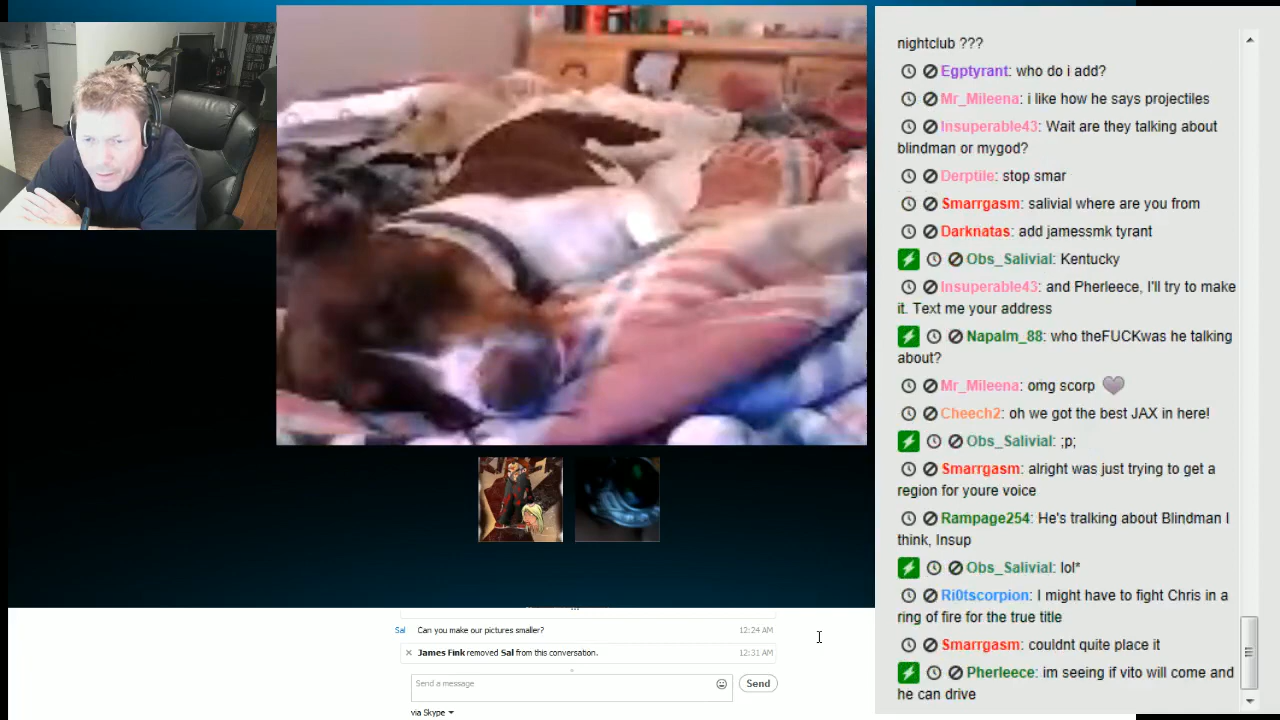 nightclub ???
Egptyrant: who do i add?
Mr_Mileena: i like how he says projectiles
Insuperable43: Wait are they talking about
blindman or mygod?
Derptile: stop smar
Smarrgasm: salivial where are you from
Darknatas: add jamessmk tyrant
Obs_Salivial: Kentucky
Insuperable43: and Pherleece, I'll try to make
it. Text me your address
Napalm_88: who theFUCKwas he talking
about?
Mr_Mileena: omg scorp
Cheech2: oh we got the best JAX in here!
Obs_Salivial: ;p;
Smarrgasm: alright was just trying to get a
region for youre voice
Rampage254: He's tralking about Blindman I
think, Insup
Obs_Salivial: lol*
Ri0tscorpion: I might have to fight Chris in a
ring of fire for the true title
Smarrgasm: couldnt quite place it
Pherleece: im seeing if vito will come and
he can drive
Sal Can you make our pictures smaller? 12:24 AM
James Fink removed Sal from this conversation. 12:31 AM
Send a message Send
via Skype